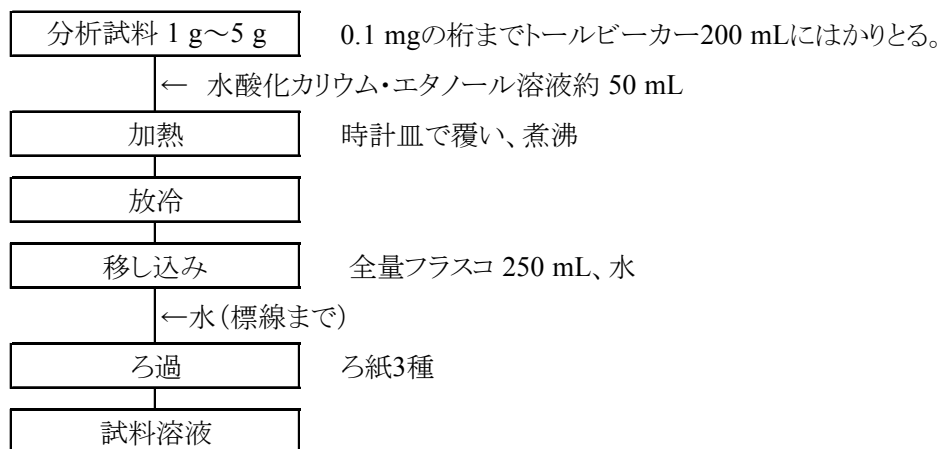 分析試料 1 g～5 g 0.1 mgの桁までトールビーカー200 mLにはかりとる。
← 水酸化カリウム・エタノール溶液約 50 mL
加熱 時計皿で覆い、煮沸
放冷
移し込み 全量フラスコ 250 mL、水
←水（標線まで）
ろ過 ろ紙3種
試料溶液